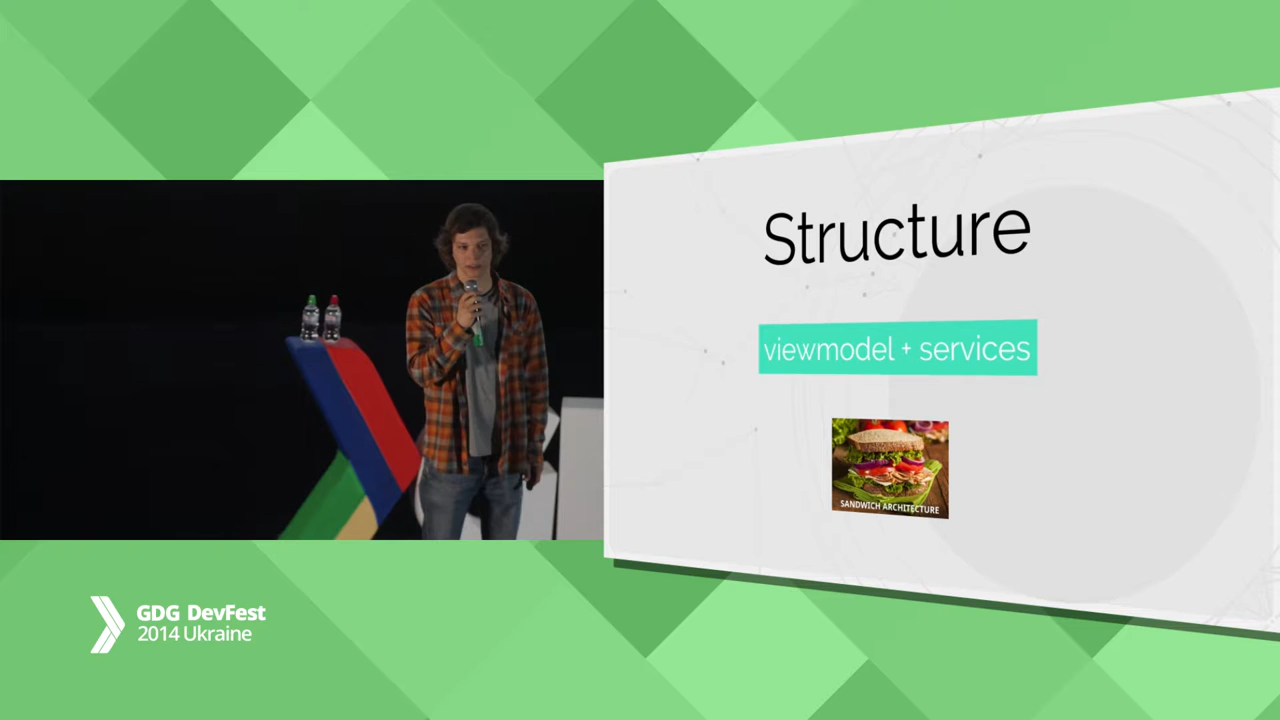 Structure
viewmodel + services
SANDWICH ARCHITECTURE
GDG DevFest
2014 Ukraine